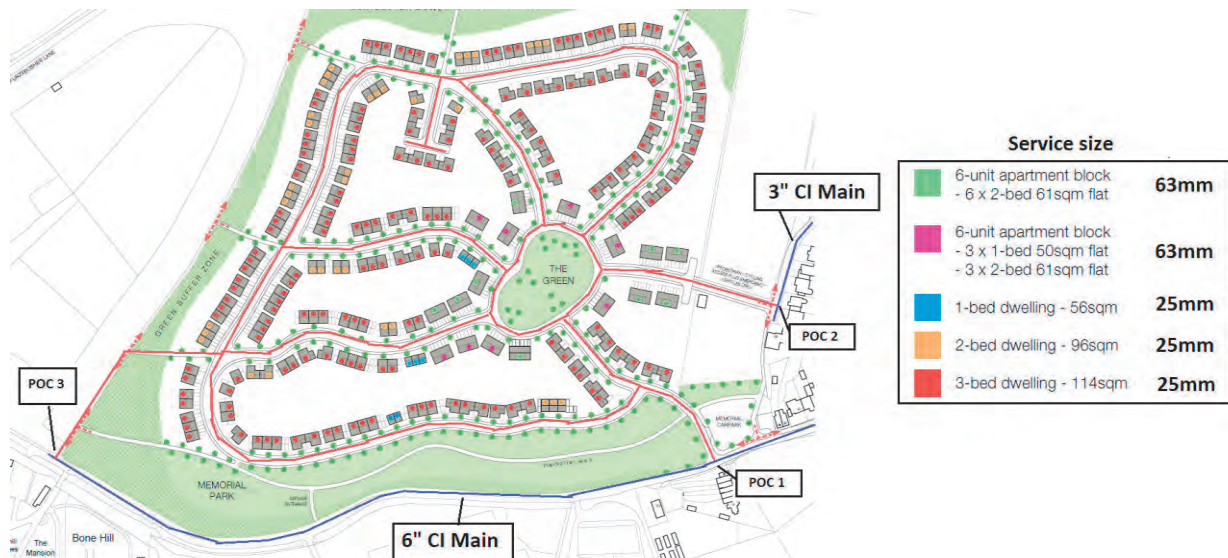 Service size
6-unit apartment block
- 6 x 2-bed 61sqm flat
63mm
6-unit apartment block
- 3 x 1-bed 50sqm flat
- 3 x 2-bed 61sqm flat
63mm
1-bed dwelling - 56sqm
25mm
2-bed dwelling - 96sqm
25mm
3-bed dwelling - 114sqm
25mm
3" CI Main
THE
GREEN
GREEN BUFFER ZONE
POC 2
POC 3
MEMORIAL
CARPARK
MEMORIAL
PARK
POC 1
6" CI Main
Bone Hill
The
Mansion